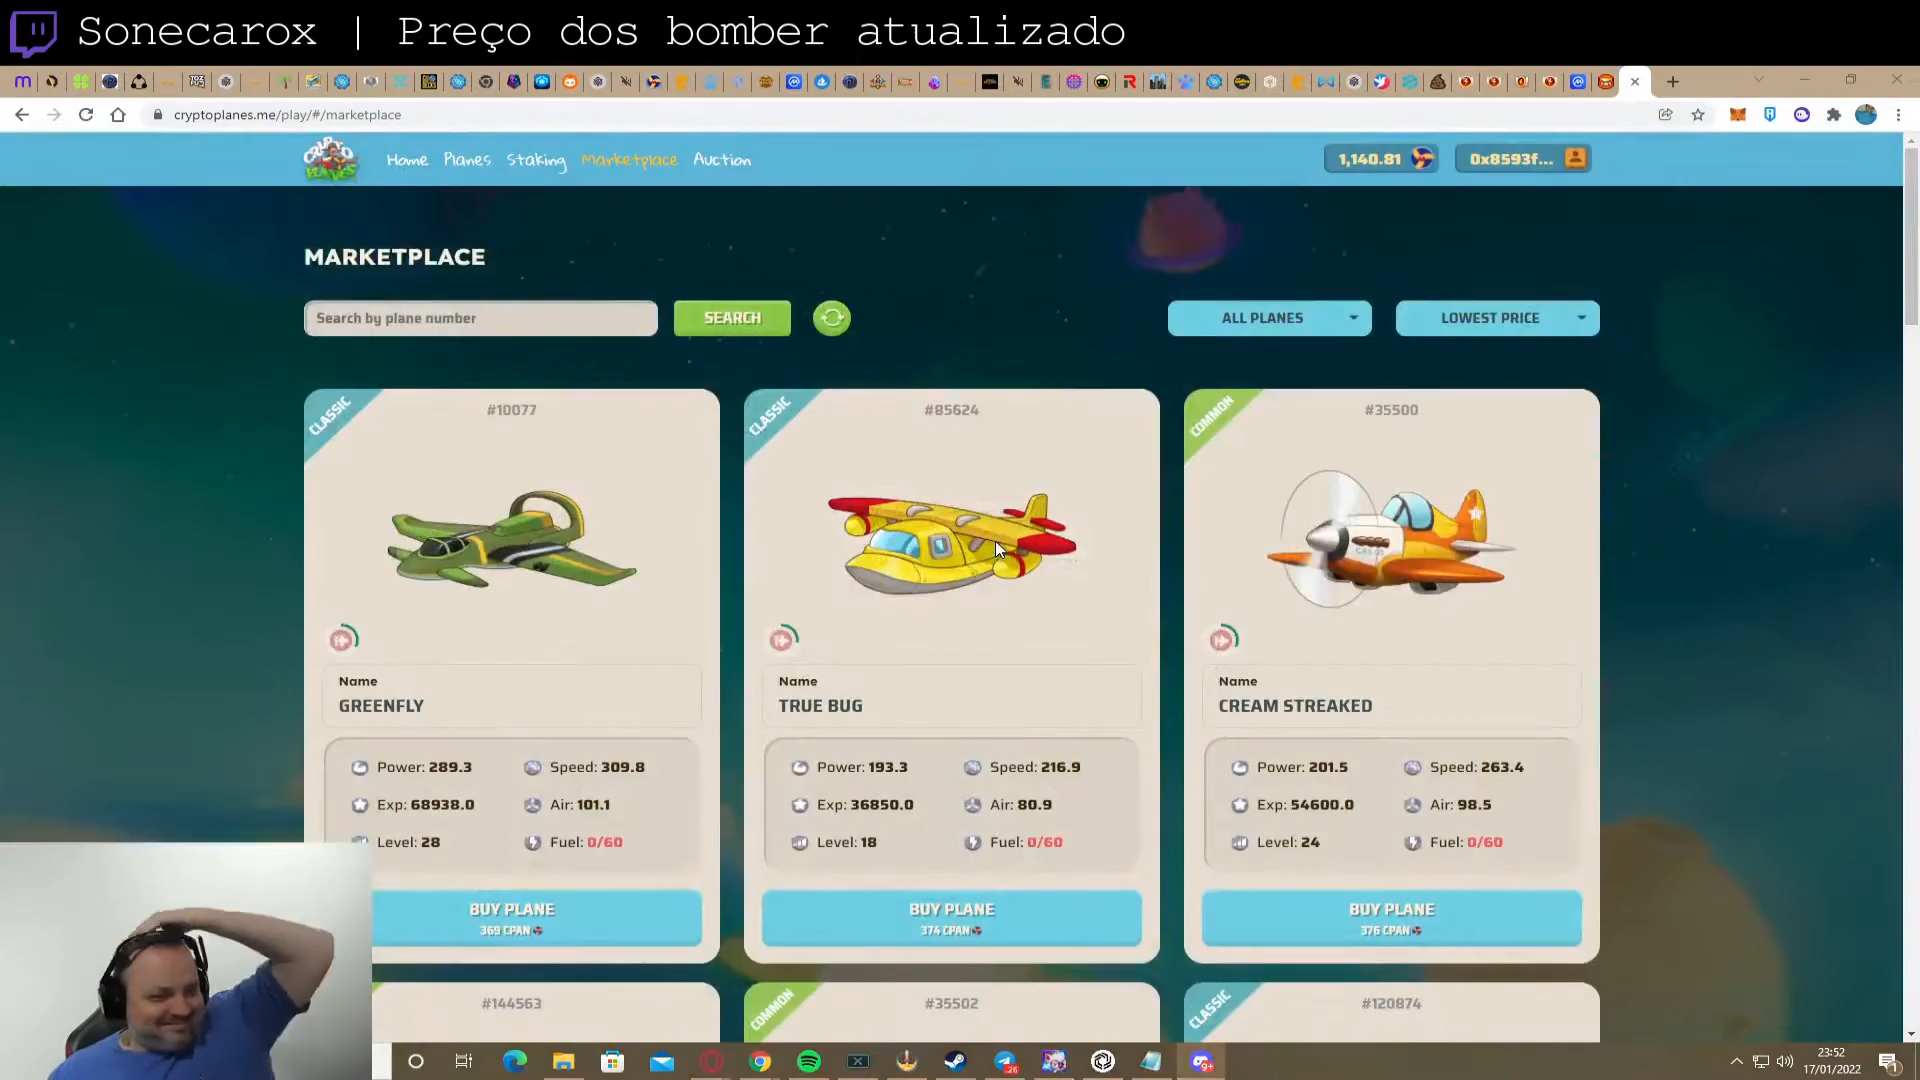 Sonecarox | Preço dos bomber atualizado
cryptoplanes.me/play/#/marketplace
CRYPTO PLANES
Home Planes Staking Marketplace Auction
1,140.81
0x8593f...
MARKETPLACE
Search by plane number
SEARCH
ALL PLANES
LOWEST PRICE
CLASSIC
#10077
Name
GREENFLY
Power: 289.3 Speed: 309.8
Exp: 68938.0 Air: 101.1
Level: 28 Fuel: 0/60
BUY PLANE
369 CPAN
CLASSIC
#85624
Name
TRUE BUG
Power: 193.3 Speed: 216.9
Exp: 36850.0 Air: 80.9
Level: 18 Fuel: 0/60
BUY PLANE
374 CPAN
COMMON
#35500
Name
CREAM STREAKED
Power: 201.5 Speed: 263.4
Exp: 54600.0 Air: 98.5
Level: 24 Fuel: 0/60
BUY PLANE
376 CPAN
#144563
COMMON
#35502
CLASSIC
#120874
26
9+
23:52
17/01/2022
1